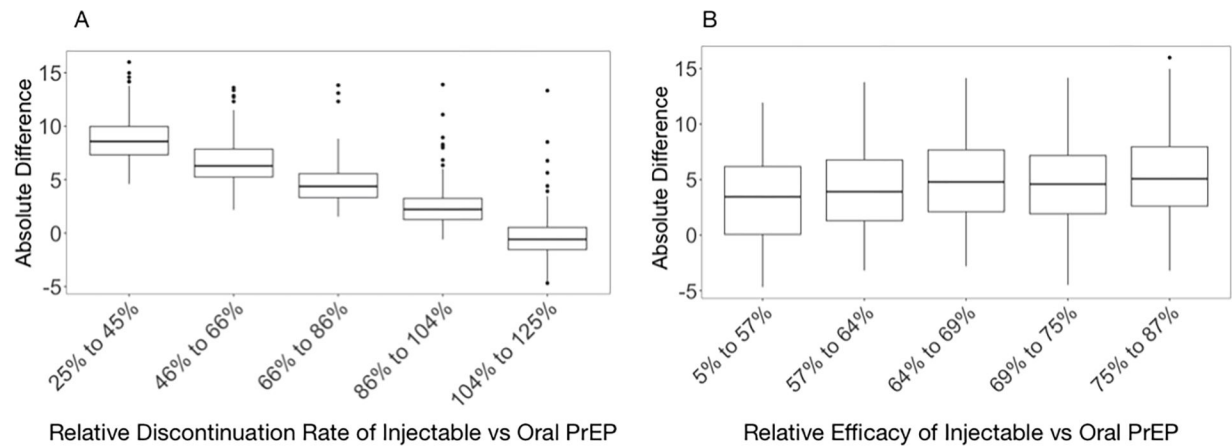 A
Absolute Difference
15
10
5
0
-5
25% to 45%
46% to 66%
66% to 86%
86% to 104%
104% to 125%
Relative Discontinuation Rate of Injectable vs Oral PrEP
B
Absolute Difference
15
10
5
0
-5
5% to 57%
57% to 64%
64% to 69%
69% to 75%
75% to 87%
Relative Efficacy of Injectable vs Oral PrEP